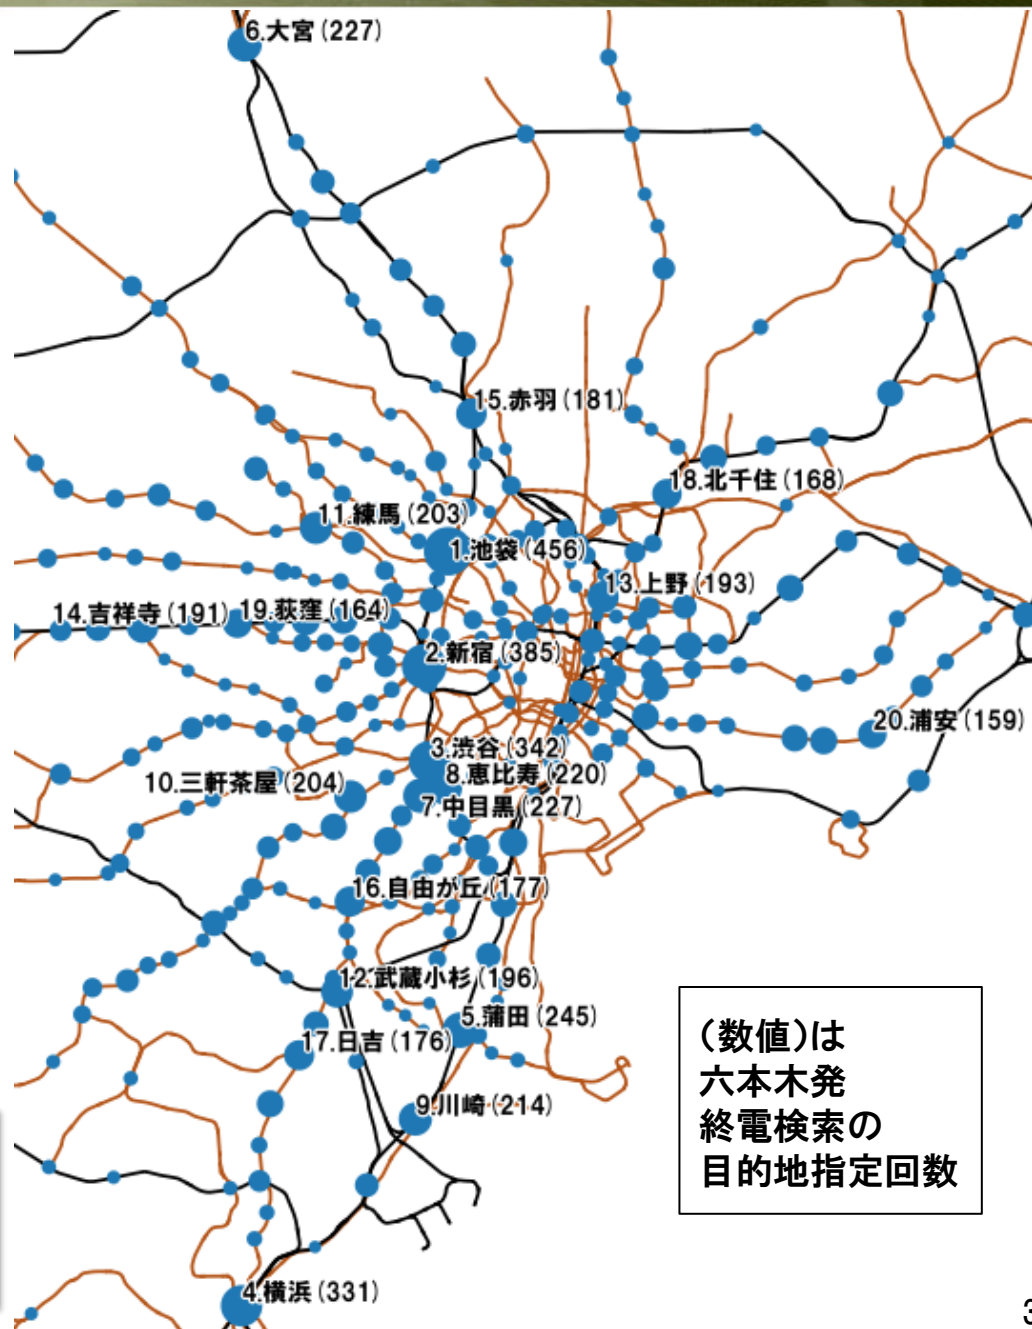 6.大宮(227)
15.赤羽(181)
18.北千住(168)
11.練馬(203)
1.池袋(456)
13.上野(193)
14.吉祥寺(191)
19.荻窪(164)
2.新宿(385)
20.浦安(159)
3.渋谷(342)
8.恵比寿(220)
10.三軒茶屋(204)
7.中目黒(227)
16.自由が丘(177)
12.武蔵小杉(196)
5.蒲田(245)
17.日吉(176)
9.川崎(214)
4.横浜(331)
(数値)は
六本木発
終電検索の
目的地指定回数